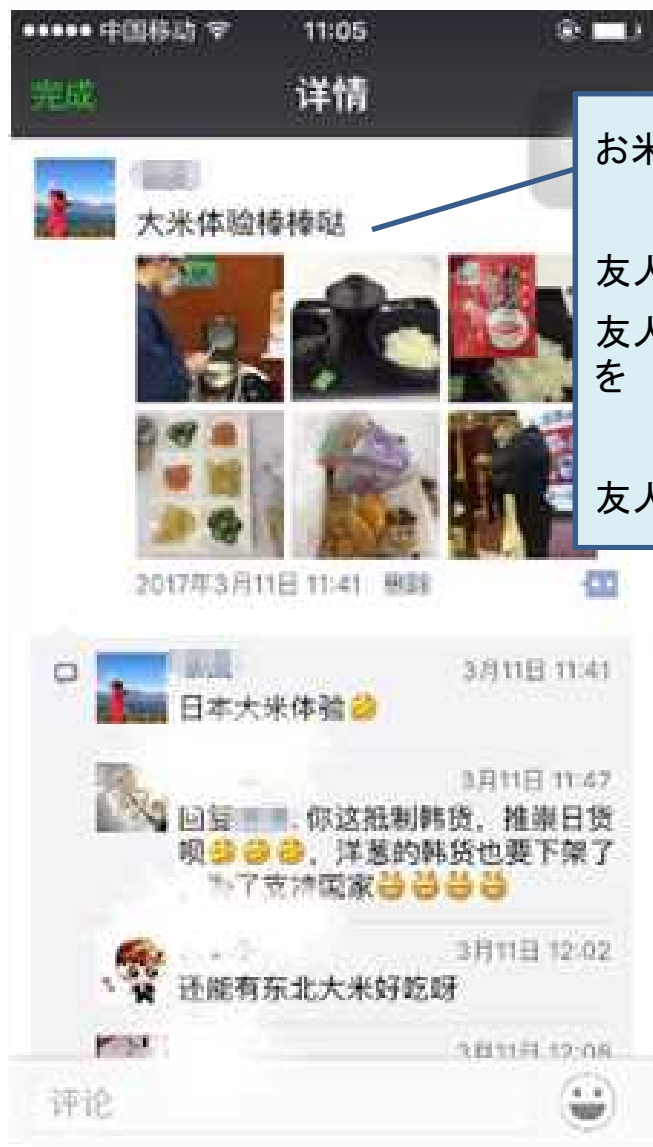 中国移动 11:05
完成 详情
お米
大米体验棒棒哒
友人
友人
を
友人
2017年3月11日 11:41 删除
3月11日 11:41
日本大米体验
3月11日 11:47
回复 你这抵制韩货，推崇日货
呗，洋葱的韩货也要下架了
，为了支持国家
3月11日 12:02
还能有东北大米好吃呀
3月11日 12:08
评论